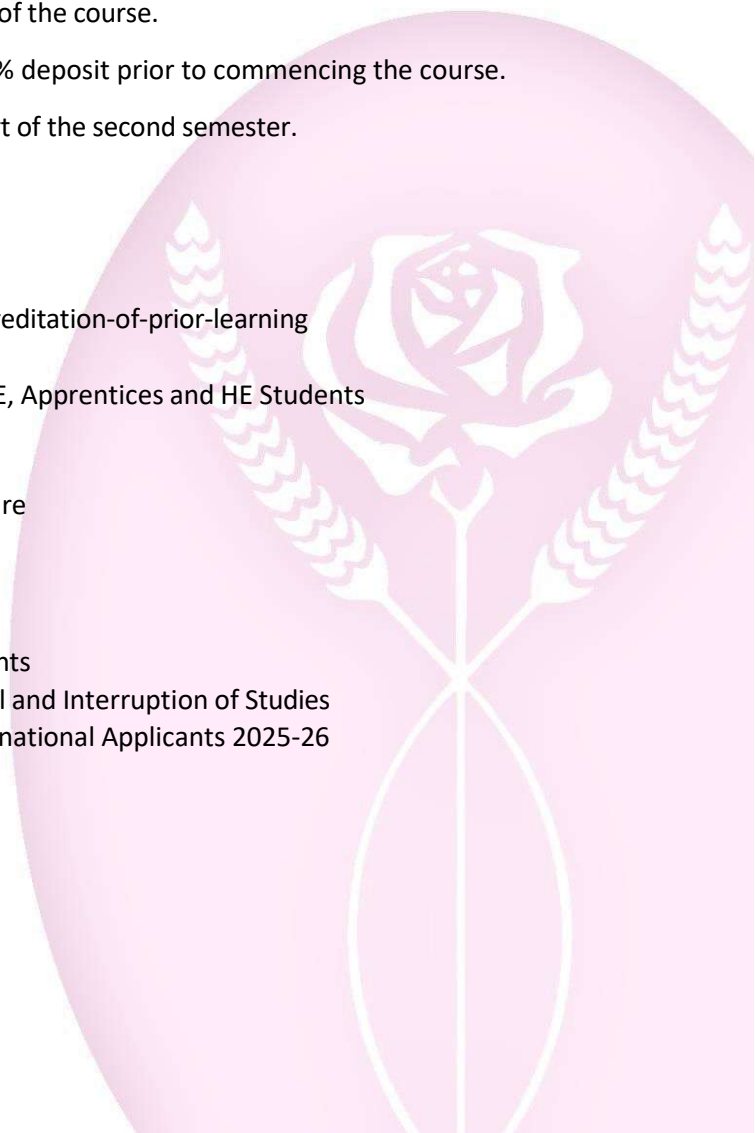 of the course.
% deposit prior to commencing the course.
t of the second semester.
editation-of-prior-learning
E, Apprentices and HE Students
re
nts
l and Interruption of Studies
national Applicants 2025-26